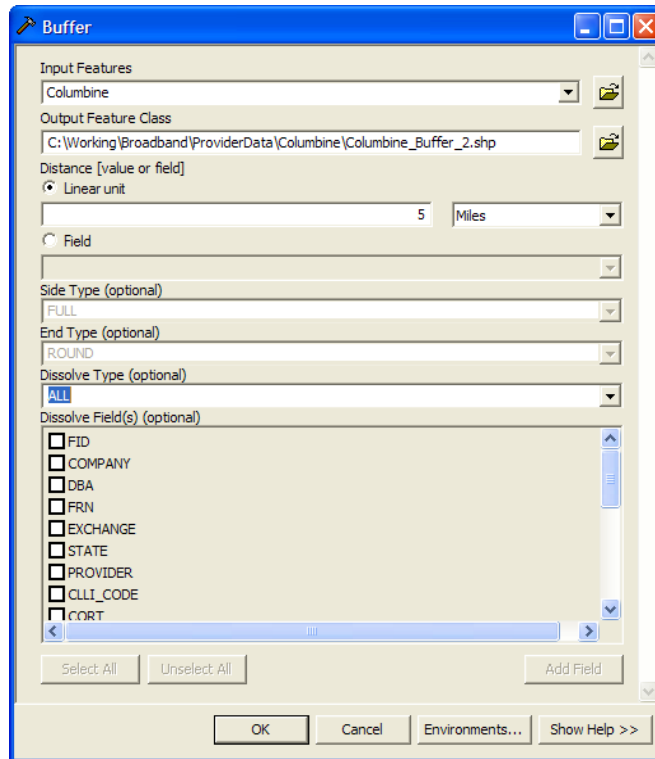 Buffer
Input Features
Columbine
Output Feature Class
C:\Working\Broadband\ProviderData\Columbine\Columbine_Buffer_2.shp
Distance [value or field]
Linear unit
5 Miles
Field
Side Type (optional)
FULL
End Type (optional)
ROUND
Dissolve Type (optional)
ALL
Dissolve Field(s) (optional)
FID
COMPANY
DBA
FRN
EXCHANGE
STATE
PROVIDER
CLLI_CODE
CORT
Select All Unselect All Add Field
OK Cancel Environments... Show Help >>